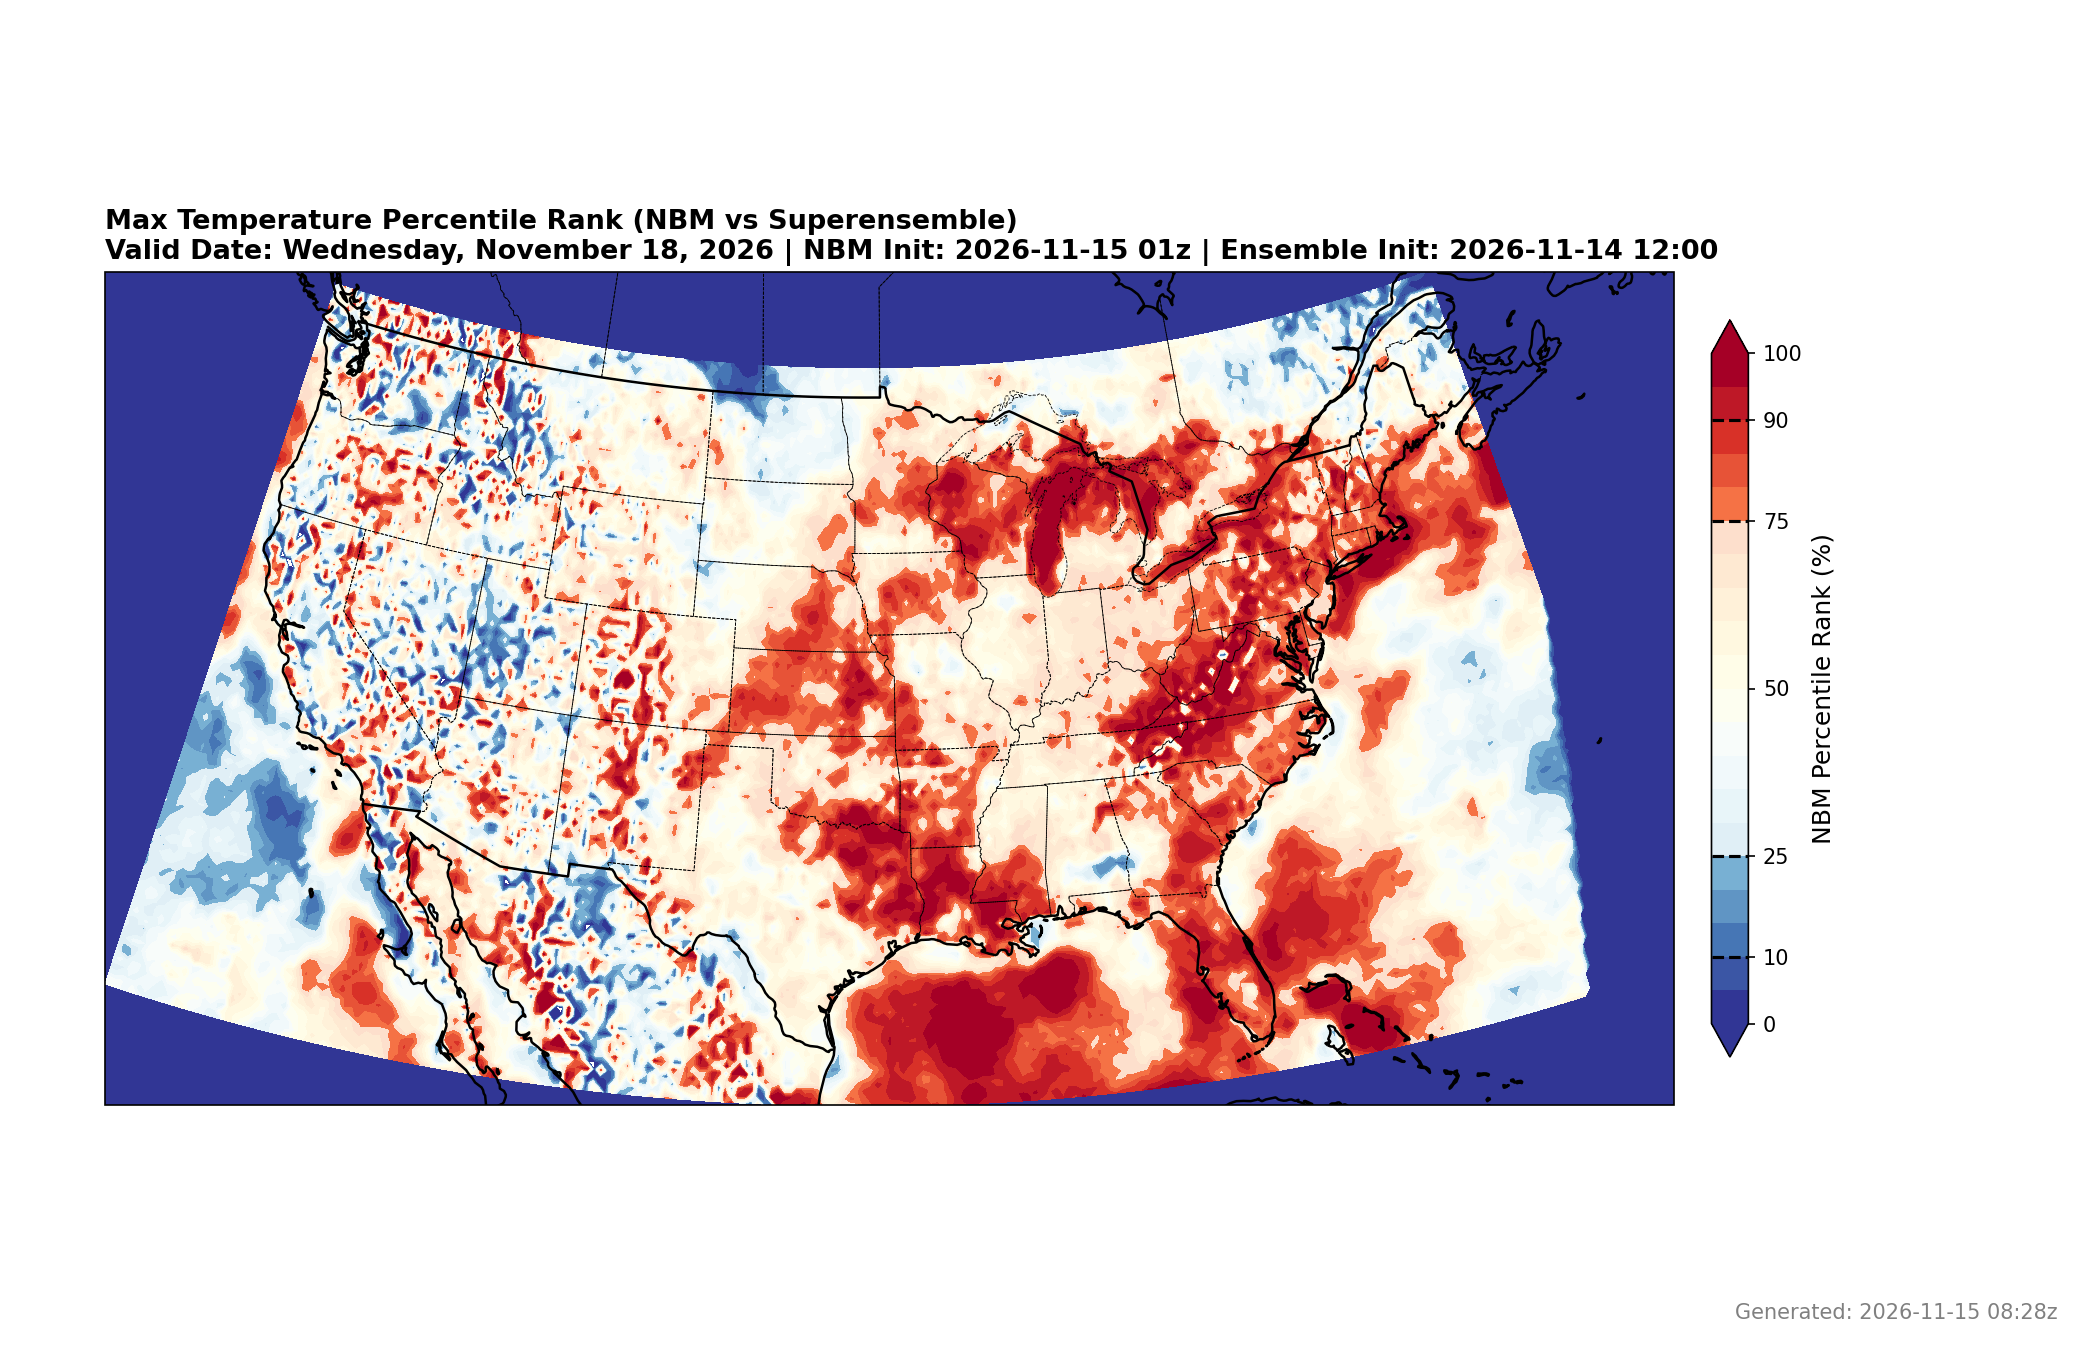 Max Temperature Percentile Rank (NBM vs Superensemble)
Valid Date: Wednesday, November 18, 2026 | NBM Init: 2026-11-15 01z | Ensemble Init: 2026-11-14 12:00
100
90
75
50
25
10
0
NBM Percentile Rank (%)
Generated: 2026-11-15 08:28z